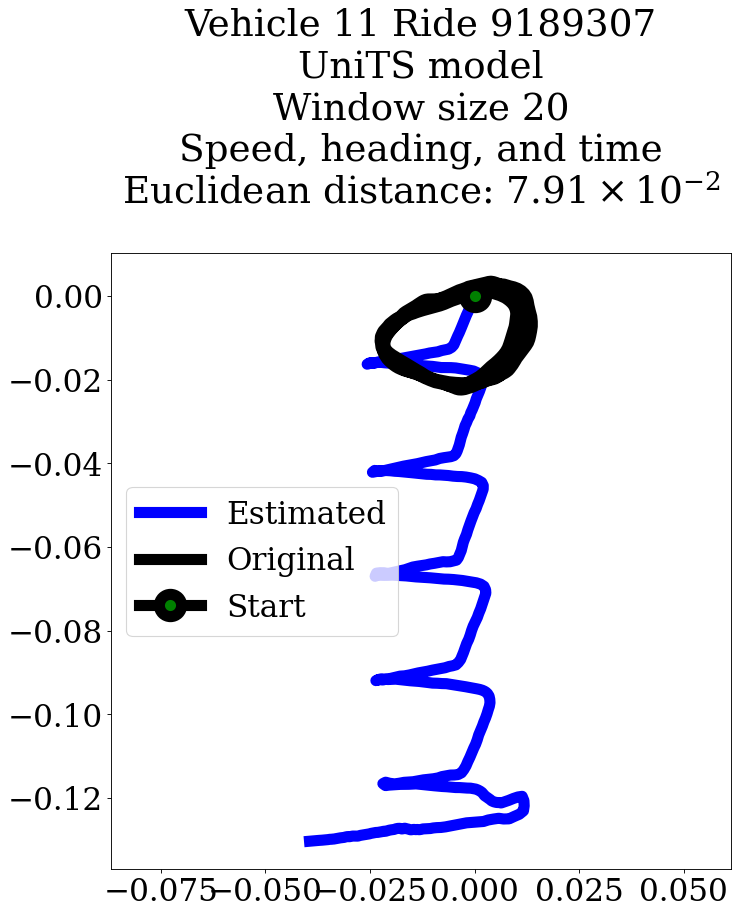 Vehicle 11 Ride 9189307
UniTS model
Window size 20
Speed, heading, and time
Euclidean distance: 7.91 × 10⁻²
0.00
−0.02
−0.04
−0.06
−0.08
−0.10
−0.12
Estimated
Original
Start
−0.075 −0.050 −0.025 0.000 0.025 0.050